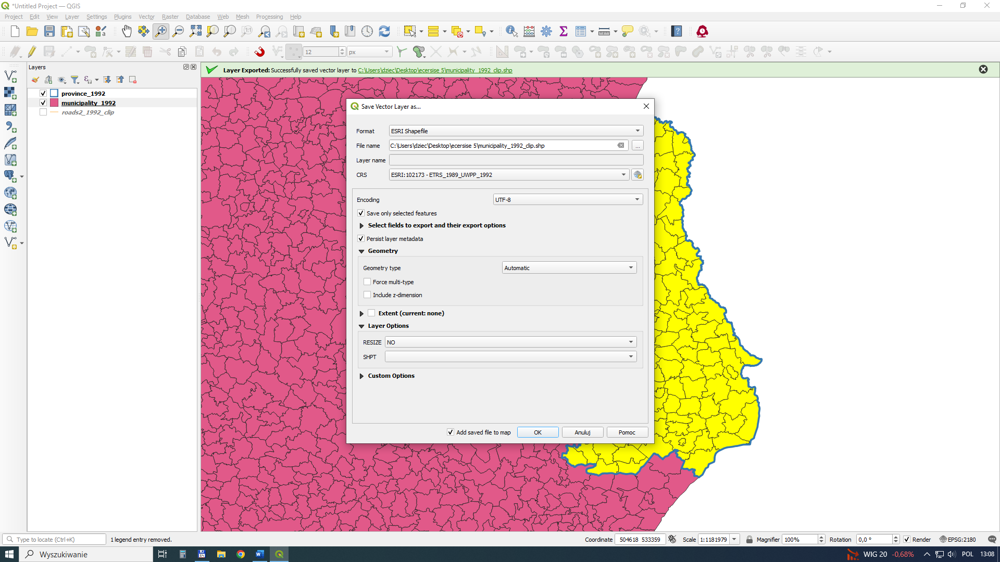 *Untitled Project — QGIS
Project Edit View Layer Settings Plugins Vector Raster Database Web Mesh Processing Help
12 px
Layers
Layer Exported: Successfully saved vector layer to C:\Users\dziec\Desktop\ecersise 5\municipality_1992_clip.shp
province_1992
municipality_1992
roads2_1992_clip
Save Vector Layer as...
Format ESRI Shapefile
File name C:\Users\dziec\Desktop\ecersise 5\municipality_1992_clip.shp ...
Layer name
CRS ESRI:102173 - ETRS_1989_UWPP_1992
Encoding UTF-8
Save only selected features
Select fields to export and their export options
Persist layer metadata
Geometry
Geometry type Automatic
Force multi-type
Include z-dimension
Extent (current: none)
Layer Options
RESIZE NO
SHPT
Custom Options
Add saved file to map OK Anuluj Pomoc
Type to locate (Ctrl+K) 1 legend entry removed. Coordinate 504618 533359 Scale 1:1181979 Magnifier 100% Rotation 0,0 ° Render EPSG:2180
Wyszukiwanie WIG 20 -0,68% POL 13:08